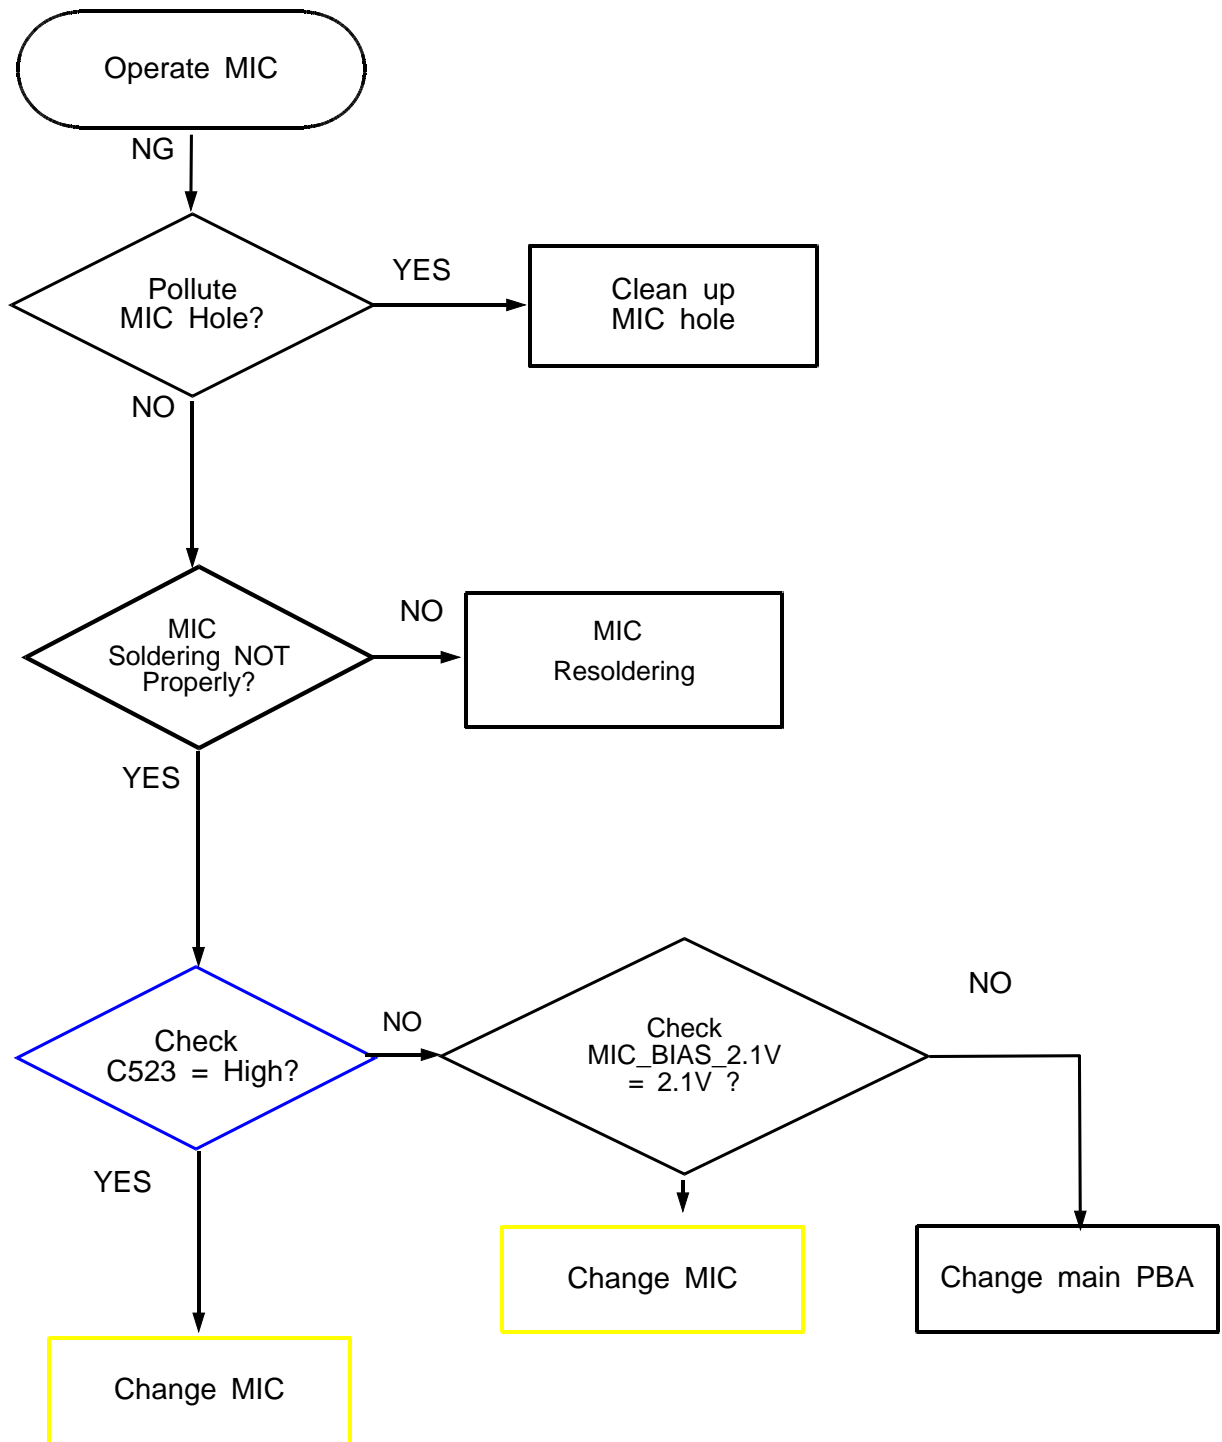 Operate MIC
NG
Pollute
MIC Hole?
YES
Clean up
MIC hole
NO
MIC
Soldering NOT
Properly?
NO
MIC
Resoldering
YES
Check
C523 = High?
NO
Check
MIC_BIAS_2.1V
= 2.1V ?
NO
YES
Change MIC
Change main PBA
Change MIC